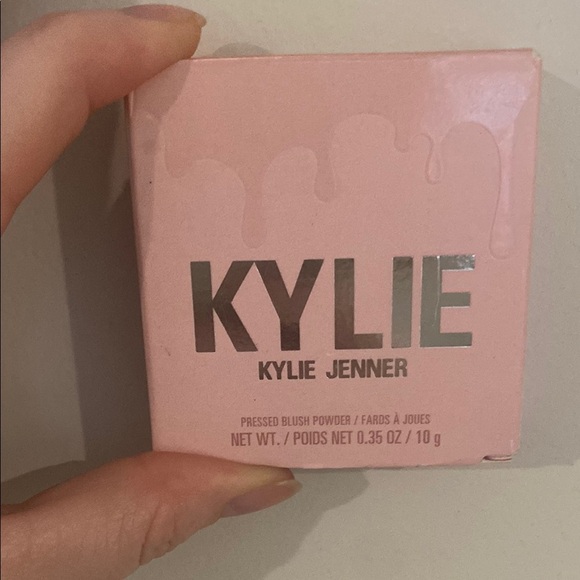 KYLIE
KYLIE JENNER
PRESSED BLUSH POWDER / FARDS À JOUES
NET WT. / POIDS NET 0.35 OZ / 10 g